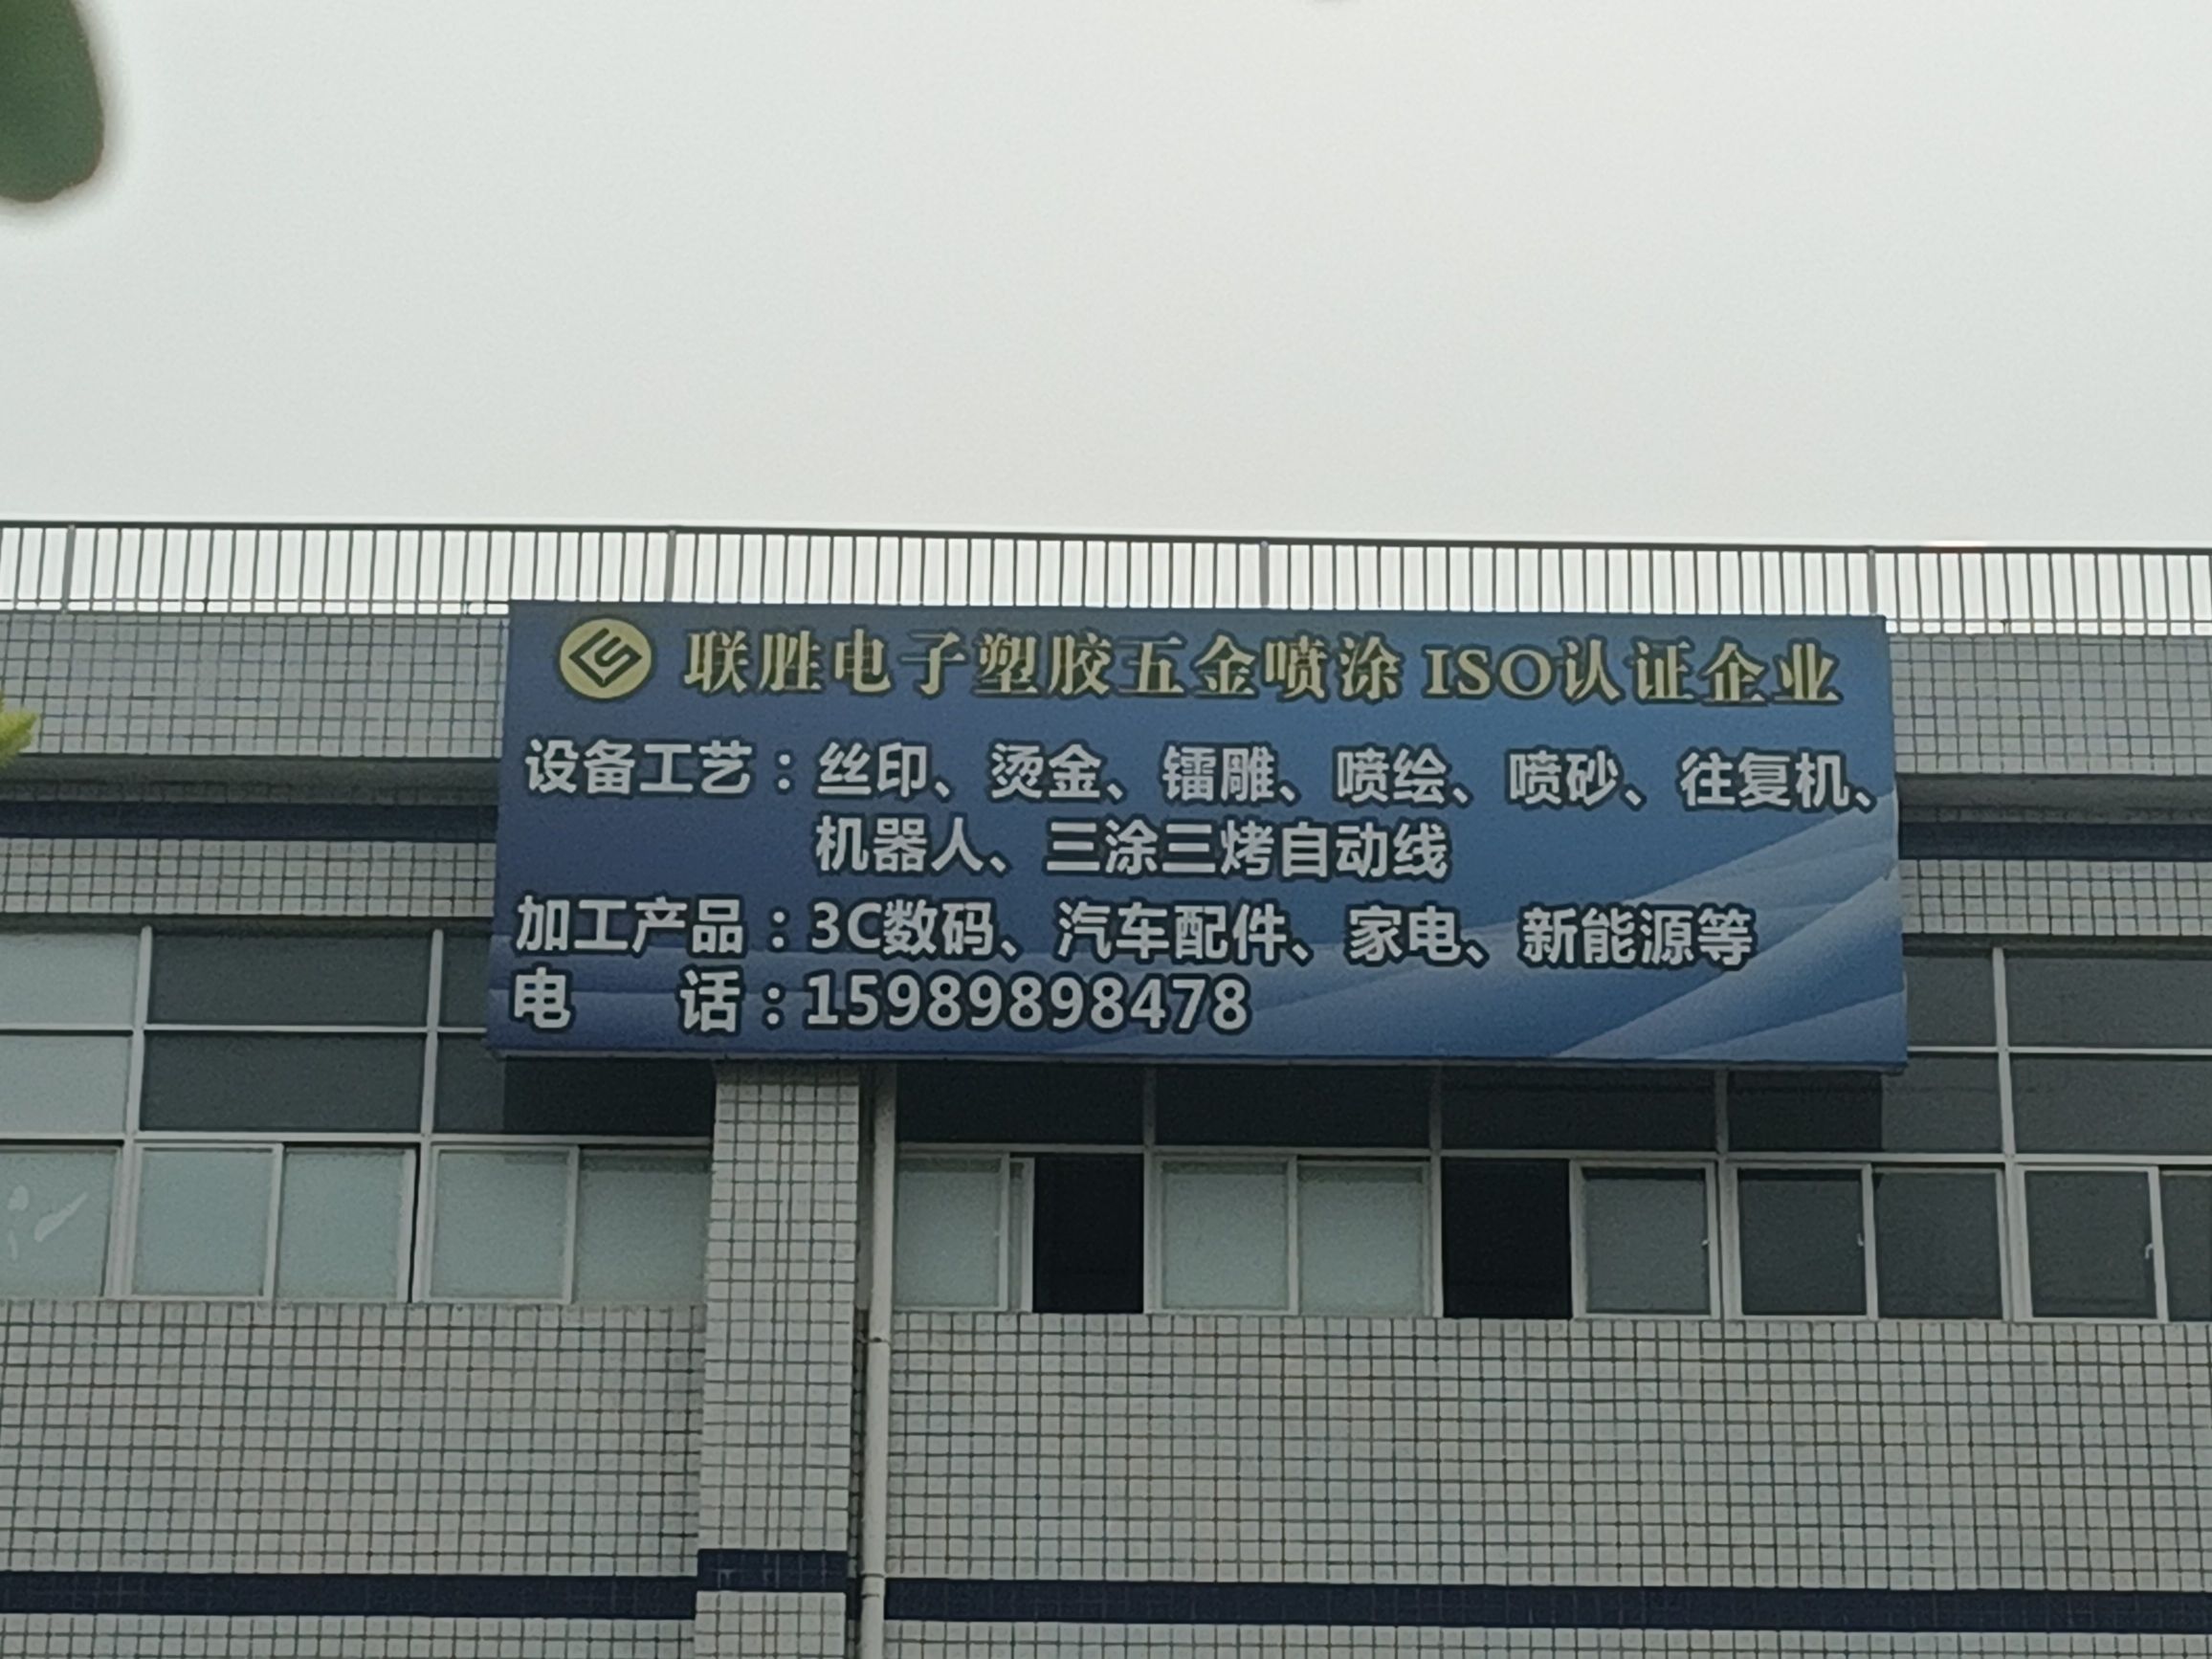 联胜电子塑胶五金喷涂 ISO认证企业
设备工艺：丝印、烫金、镭雕、喷绘、喷砂、往复机、
机器人、三涂三烤自动线
加工产品：3C数码、汽车配件、家电、新能源等
电 话：15989898478